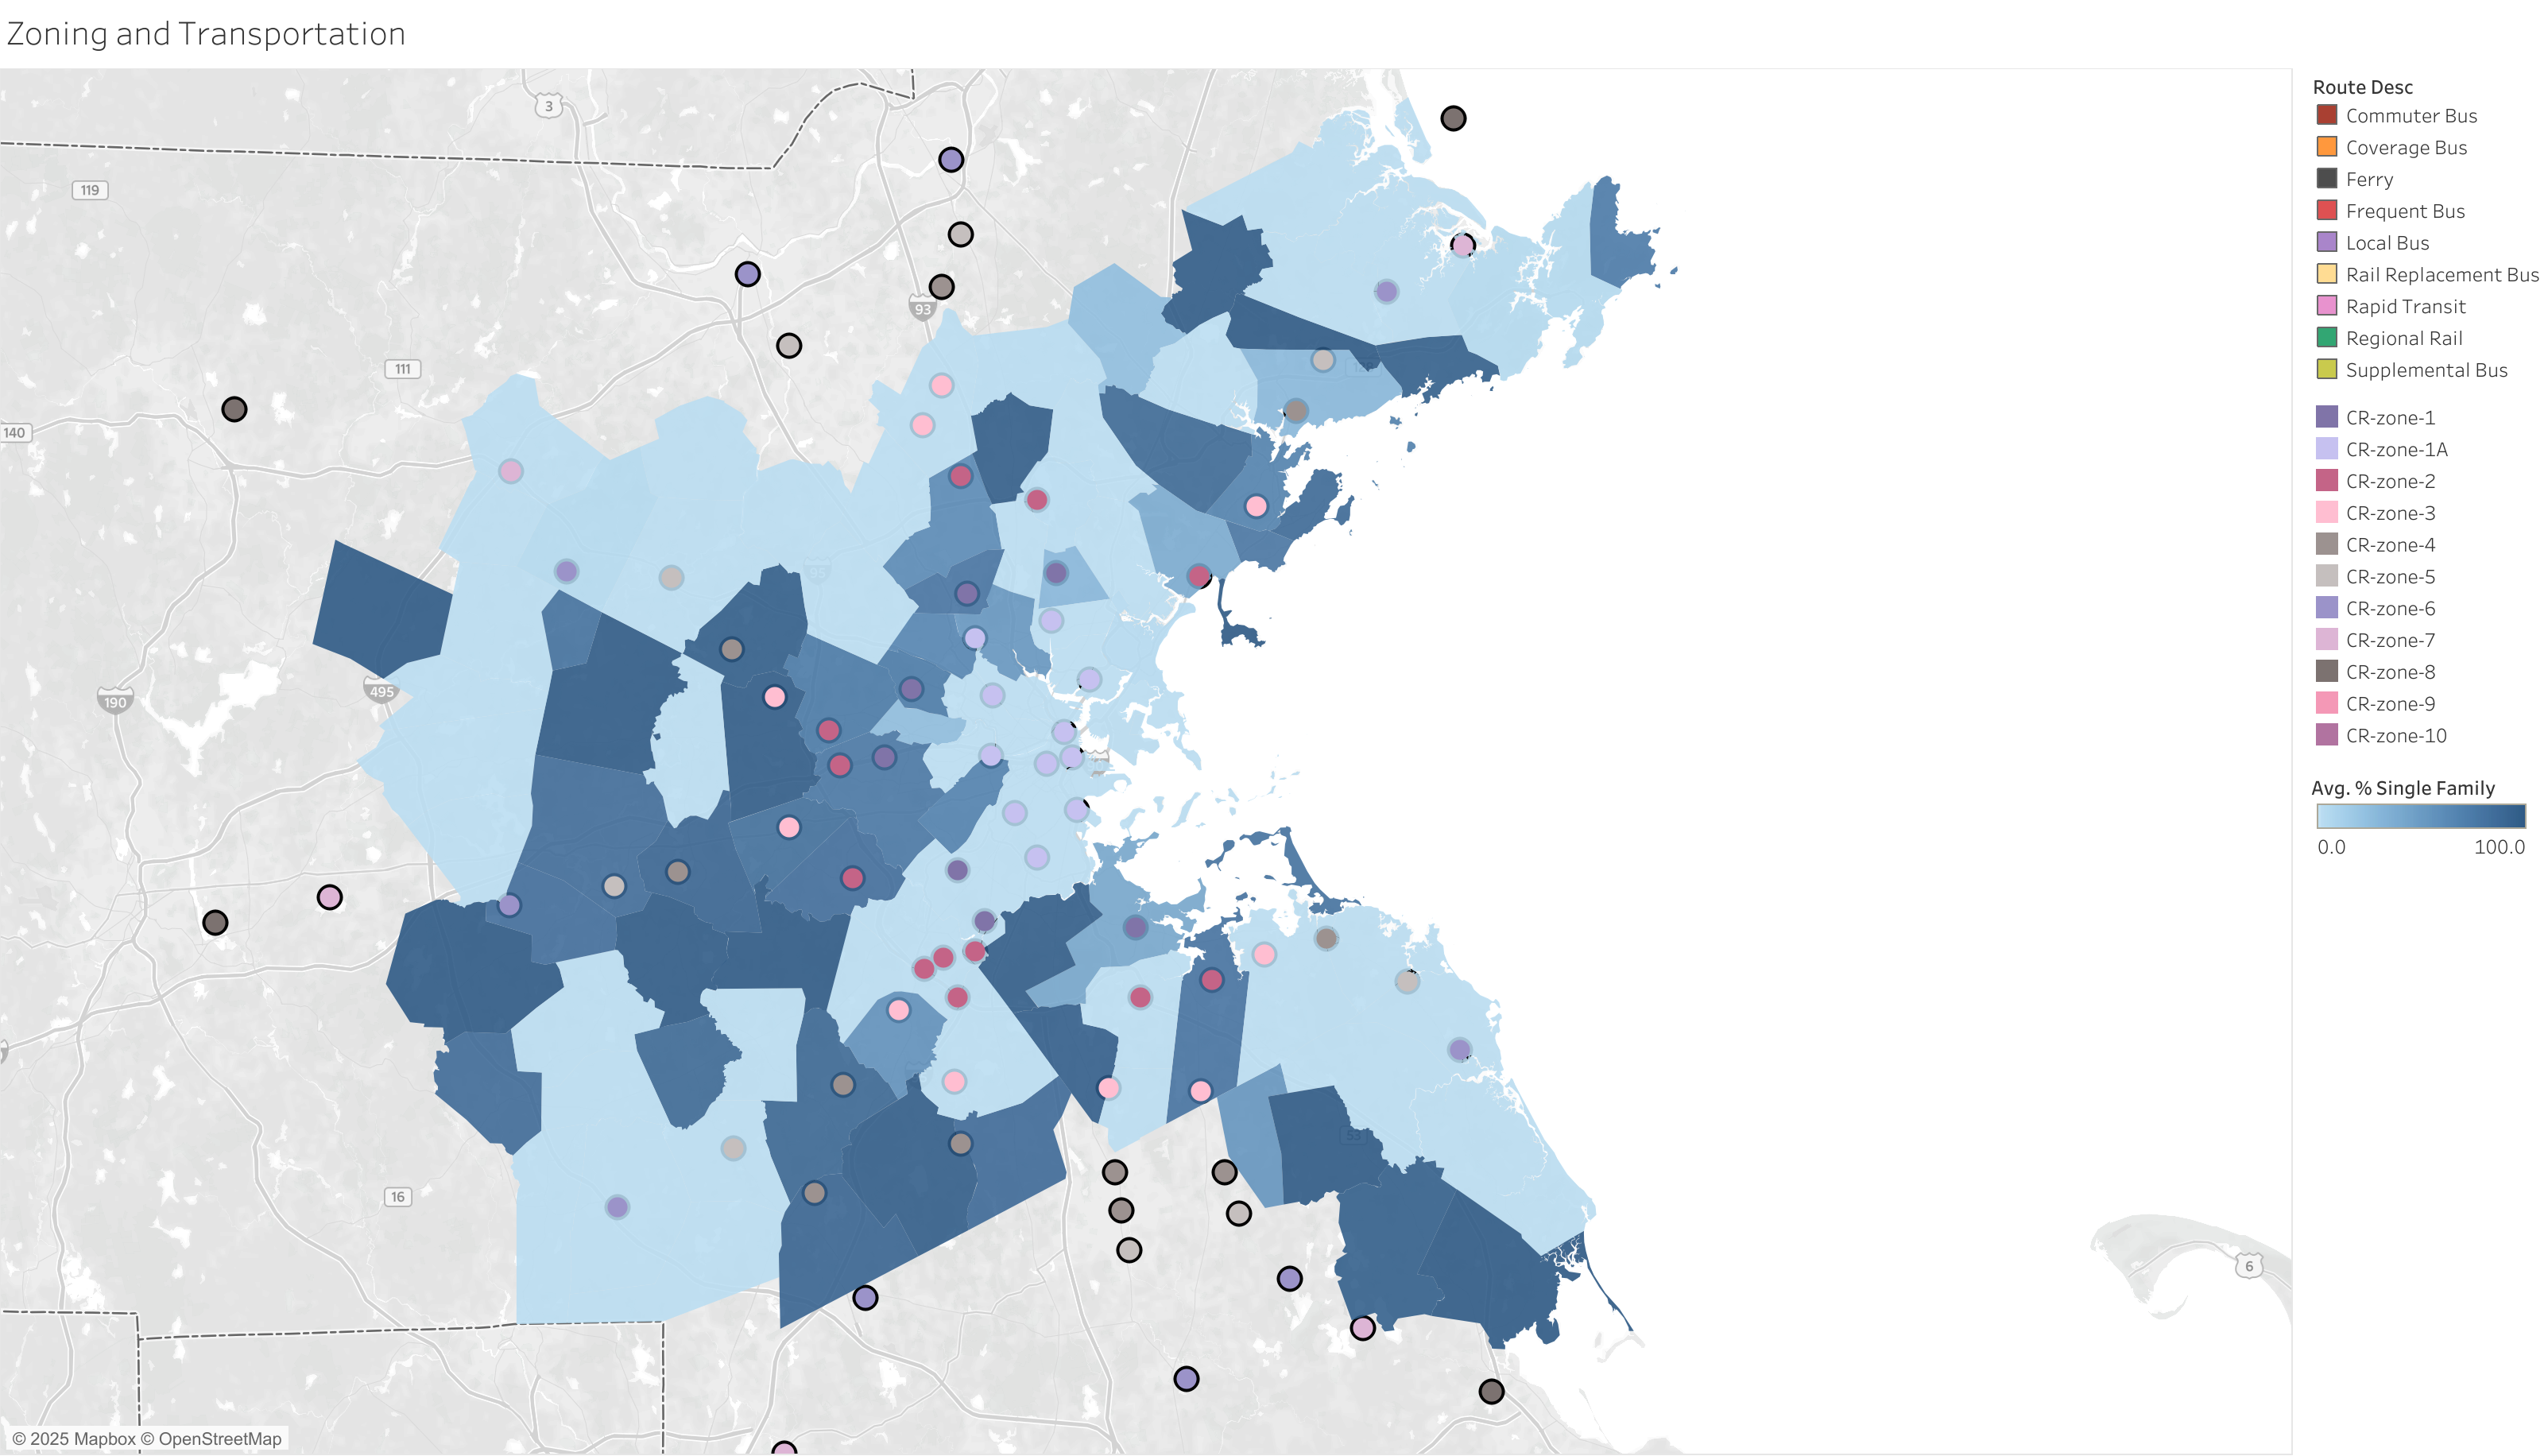 Zoning and Transportation
3
119
93
111
140
95
495
190
16
53
6
© 2025 Mapbox © OpenStreetMap
Route Desc
Commuter Bus
Coverage Bus
Ferry
Frequent Bus
Local Bus
Rail Replacement Bus
Rapid Transit
Regional Rail
Supplemental Bus
CR-zone-1
CR-zone-1A
CR-zone-2
CR-zone-3
CR-zone-4
CR-zone-5
CR-zone-6
CR-zone-7
CR-zone-8
CR-zone-9
CR-zone-10
Avg. % Single Family
0.0 100.0